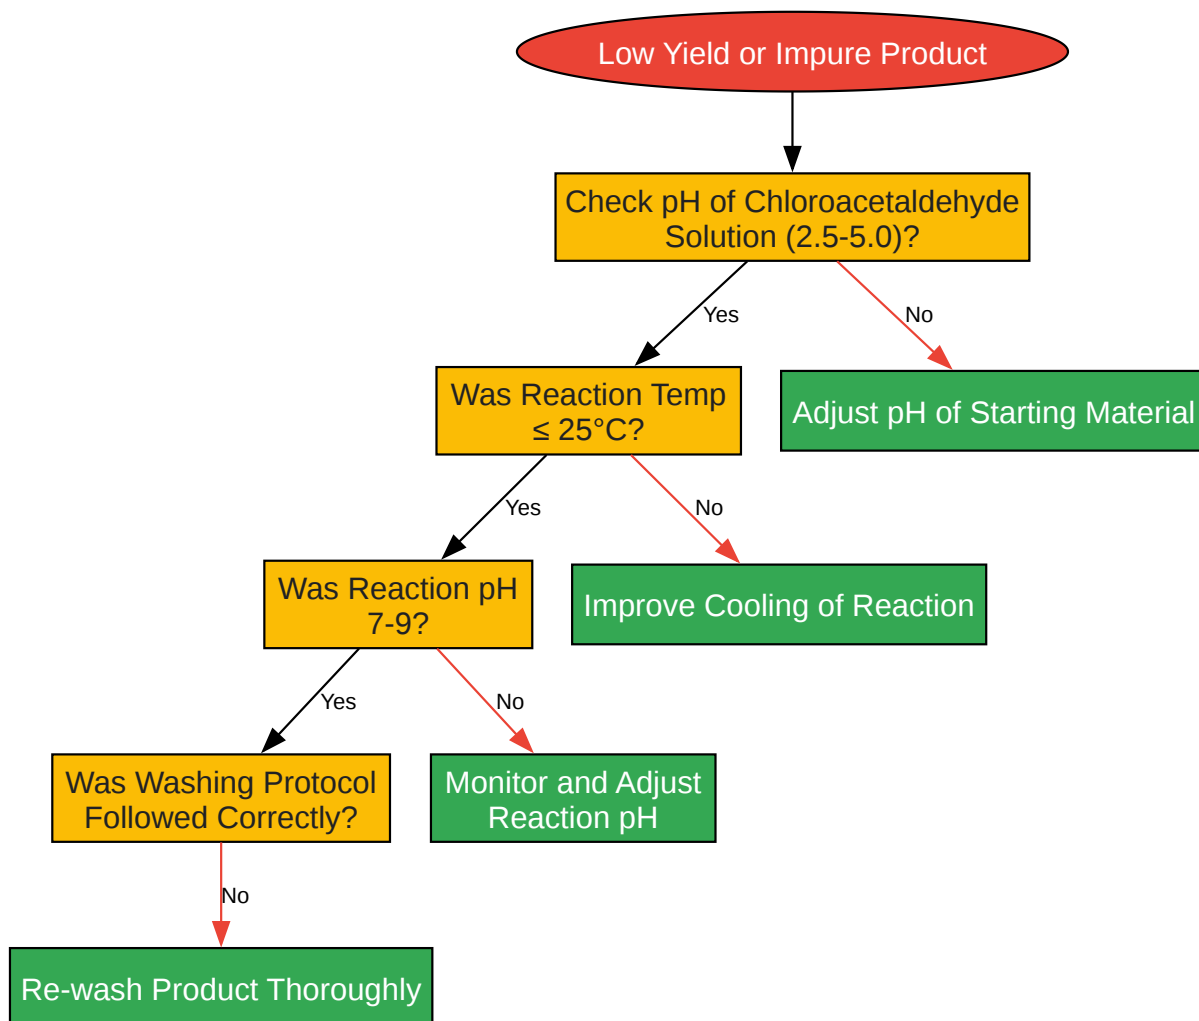 Low Yield or Impure Product
Check pH of Chloroacetaldehyde
Solution (2.5-5.0)?
Yes
No
Was Reaction Temp
≤ 25°C?
Adjust pH of Starting Material
Yes
No
Was Reaction pH
7-9?
Improve Cooling of Reaction
Yes
No
Was Washing Protocol
Followed Correctly?
Monitor and Adjust
Reaction pH
No
Re-wash Product Thoroughly